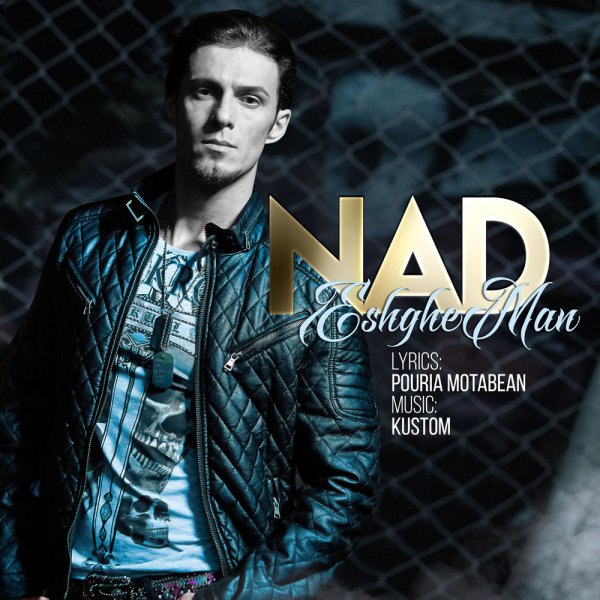 NAD
Eshghe Man
LYRICS:
POURIA MOTABEAN
MUSIC:
KUSTOM